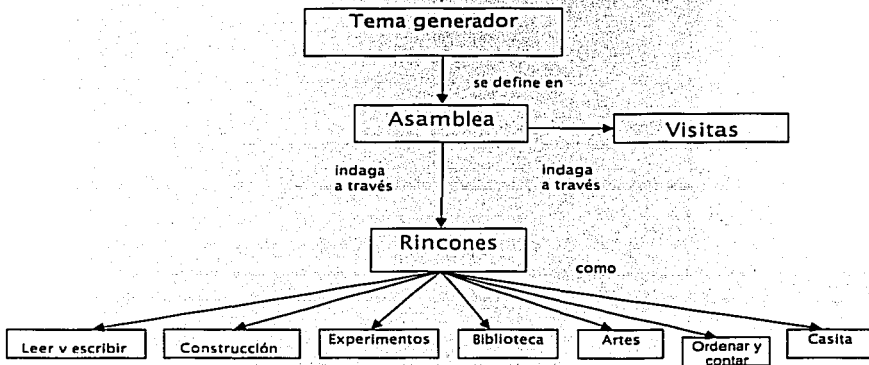 Tema generador
se define en
Asamblea
Visitas
indaga
a través
indaga
a través
Rincones
como
Leer y escribir
Construcción
Experimentos
Biblioteca
Artes
Ordenar y
contar
Casita